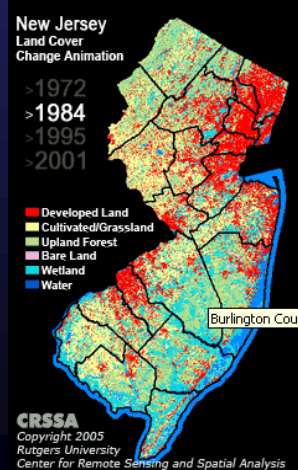 New Jersey
Land Cover
Change Animation
>1972
>1984
>1995
>2001
Developed Land
Cultivated/Grassland
Upland Forest
Bare Land
Wetland
Water
Burlington Cou
CRSSA
Copyright 2005
Rutgers University
Center for Remote Sensing and Spatial Analysis